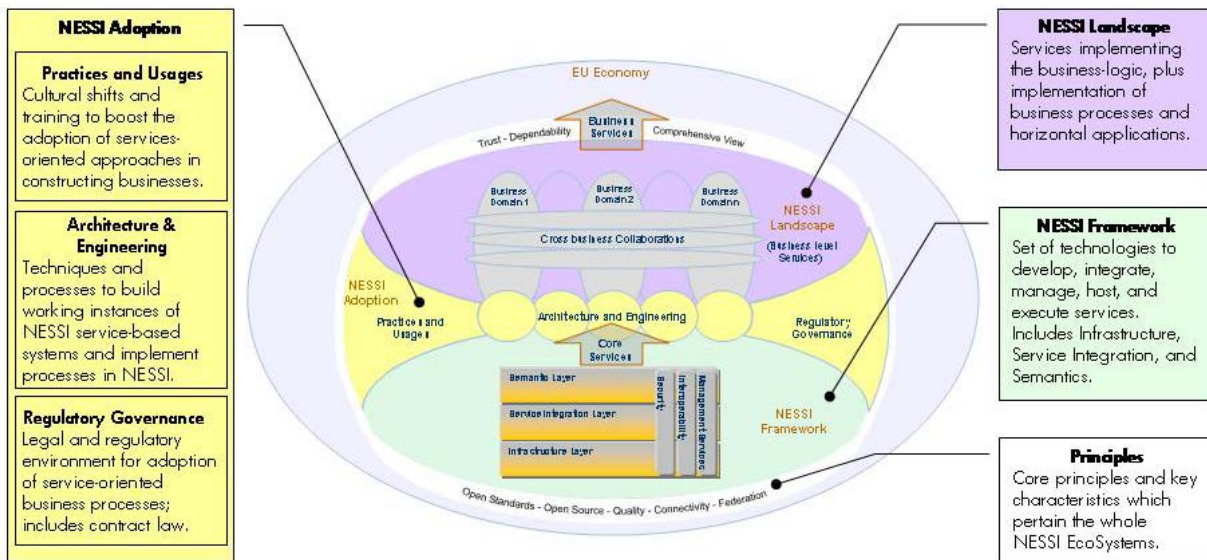 NESSI Adoption
Practices and Usages
Cultural shifts and
training to boost the
adoption of services-
oriented approaches in
constructing businesses.
Architecture &
Engineering
Techniques and
processes to build
working instances of
NESSI service-based
systems and implement
processes in NESSI.
Regulatory Governance
Legal and regulatory
environment for adoption
of service-oriented
business processes;
includes contract law.
EU Economy
Business
Services
Trust - Dependability
Comprehensive View
Business
Domain1
Business
Domain2
Business
Domainn
NESSI
Landscape
(Business level
Services)
Cross business Collaborations
NESSI
Adoption
Practices and
Usages
Architecture and Engineering
Regulatory
Governance
Core
Services
Semantic Layer
Service Integration Layer
Infrastructure Layer
Security
Interoperability
Management Services
NESSI
Framework
Open Standards - Open Source - Quality - Connectivity - Federation
NESSI Landscape
Services implementing
the business-logic, plus
implementation of
business processes and
horizontal applications.
NESSI Framework
Set of technologies to
develop, integrate,
manage, host, and
execute services.
Includes Infrastructure,
Service Integration, and
Semantics.
Principles
Core principles and key
characteristics which
pertain the whole
NESSI EcoSystems.